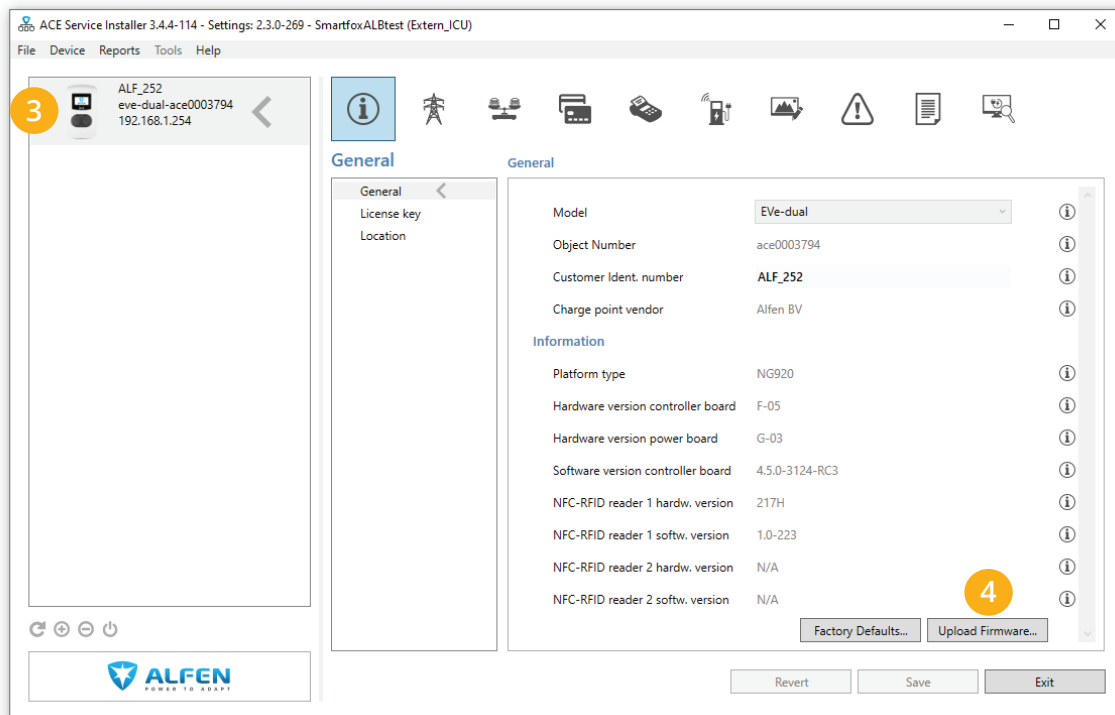 ACE Service Installer 3.4.4-114 - Settings: 2.3.0-269 - SmartfoxALBtest (Extern_ICU)
File Device Reports Tools Help
3
ALF_252
eve-dual-ace0003794
192.168.1.254
General
General
License key
Location
General
Model EVe-dual
Object Number ace0003794
Customer Ident. number ALF_252
Charge point vendor Alfen BV
Information
Platform type NG920
Hardware version controller board F-05
Hardware version power board G-03
Software version controller board 4.5.0-3124-RC3
NFC-RFID reader 1 hardw. version 217H
NFC-RFID reader 1 softw. version 1.0-223
NFC-RFID reader 2 hardw. version N/A
NFC-RFID reader 2 softw. version N/A
4
Factory Defaults... Upload Firmware...
ALFEN
POWER TO ADAPT
Revert Save Exit